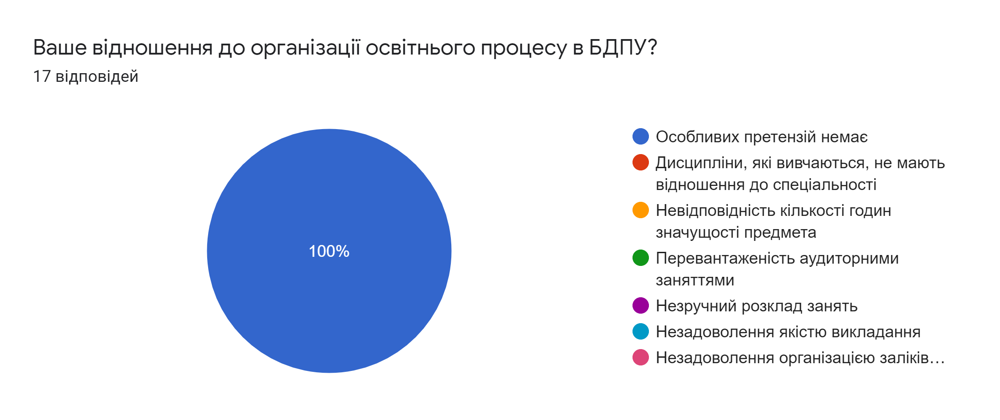 Ваше відношення до організації освітнього процесу в БДПУ?
17 відповідей
100%
Особливих претензій немає
Дисципліни, які вивчаються, не мають
відношення до спеціальності
Невідповідність кількості годин
значущості предмета
Перевантаженість аудиторними
заняттями
Незручний розклад занять
Незадоволення якістю викладання
Незадоволення організацією заліків…